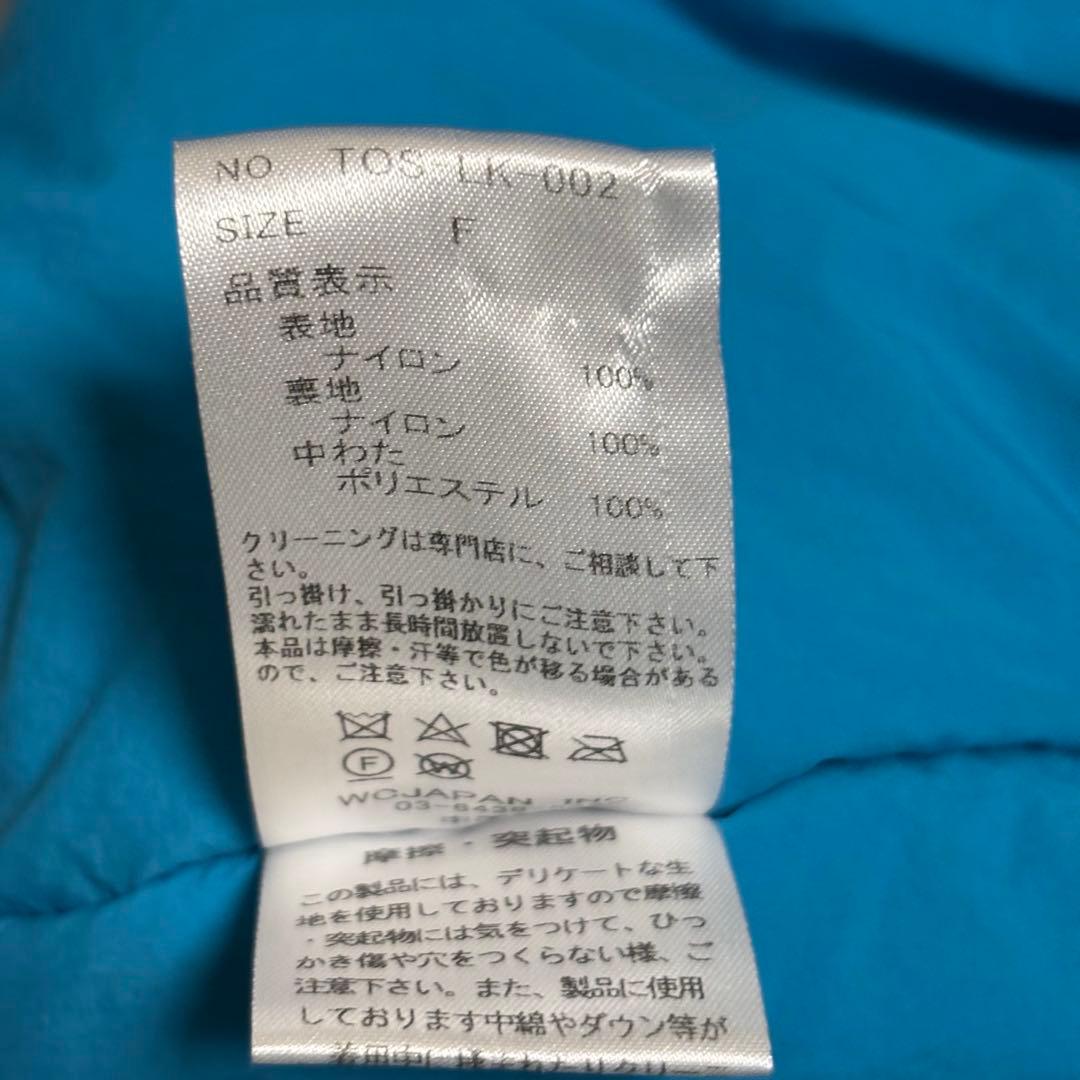 NO TOS-LK-002
SIZE F
品質表示
表地
ナイロン 100%
裏地
ナイロン 100%
中わた
ポリエステル 100%
クリーニングは専門店に、ご相談して下
さい。
引っ掛け、引っ掛かりにご注意下さい。
濡れたまま長時間放置しないで下さい。
本品は摩擦・汗等で色が移る場合がある
ので、ご注意下さい。
F W
WCJAPAN INC
03-6439
摩擦・突起物
この製品には、デリケートな生
地を使用しておりますので摩擦
・突起物には気をつけて、ひっ
かき傷や穴をつくらない様、ご
注意下さい。また、製品に使用
しております中綿やダウン等が